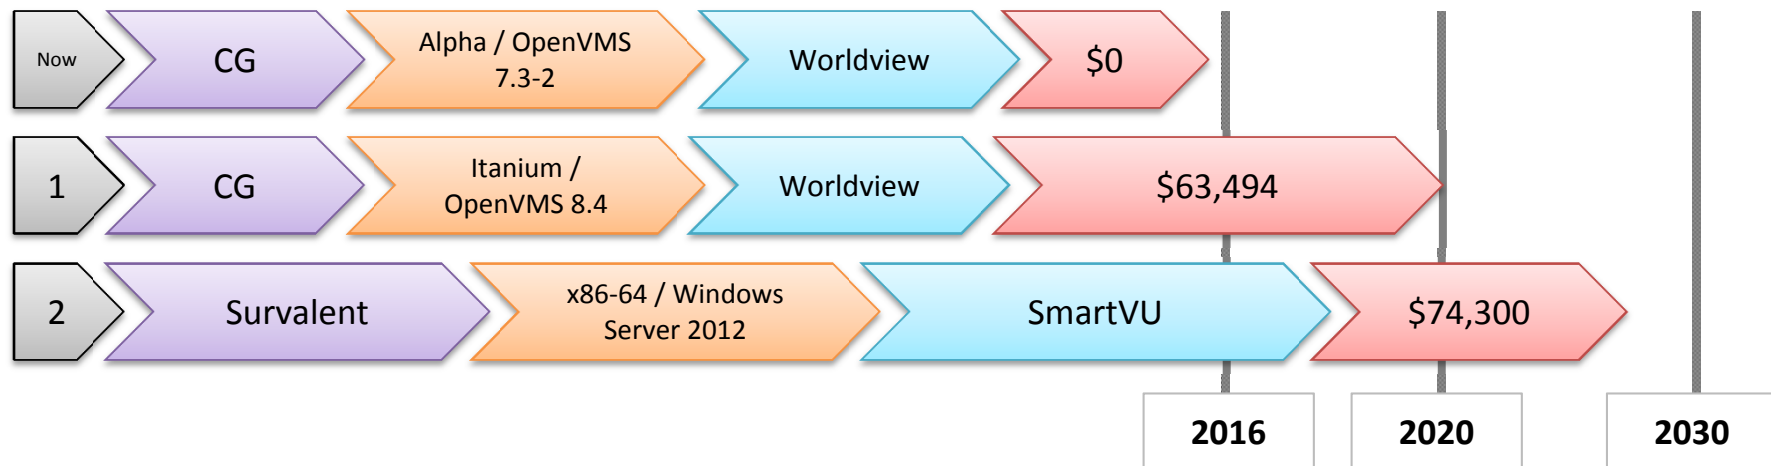 Now
CG
Alpha / OpenVMS
7.3-2
Worldview
$0
1
CG
Itanium /
OpenVMS 8.4
Worldview
$63,494
2
Survalent
x86-64 / Windows
Server 2012
SmartVU
$74,300
2016
2020
2030